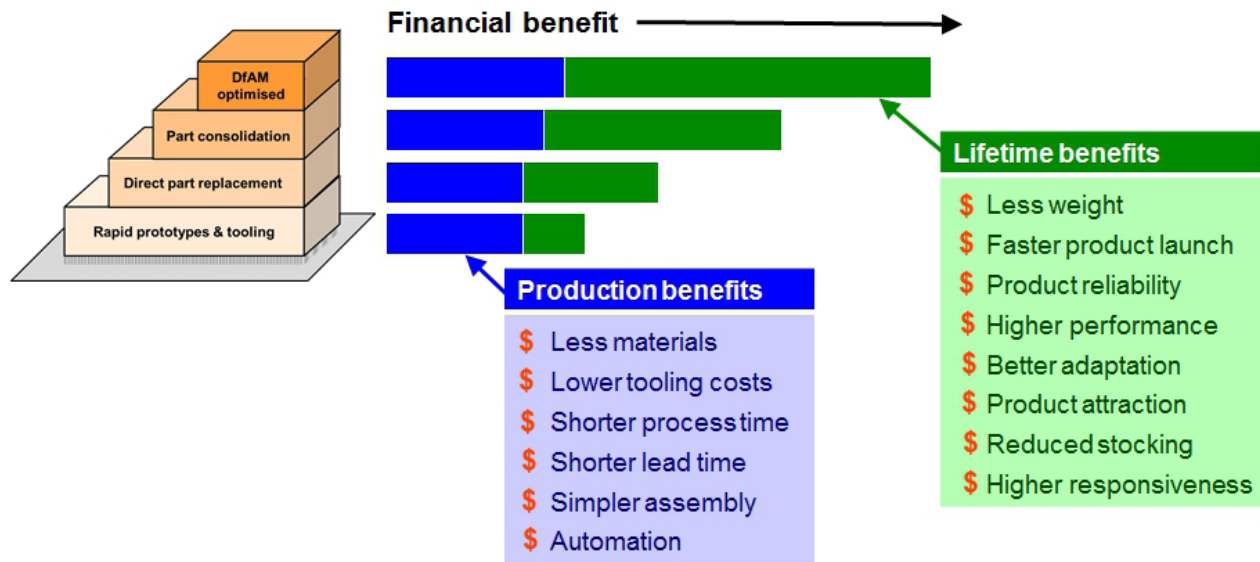 Financial benefit
DfAM
optimised
Part consolidation
Direct part replacement
Rapid prototypes & tooling
Lifetime benefits
$ Less weight
$ Faster product launch
$ Product reliability
$ Higher performance
$ Better adaptation
$ Product attraction
$ Reduced stocking
$ Higher responsiveness
Production benefits
$ Less materials
$ Lower tooling costs
$ Shorter process time
$ Shorter lead time
$ Simpler assembly
$ Automation